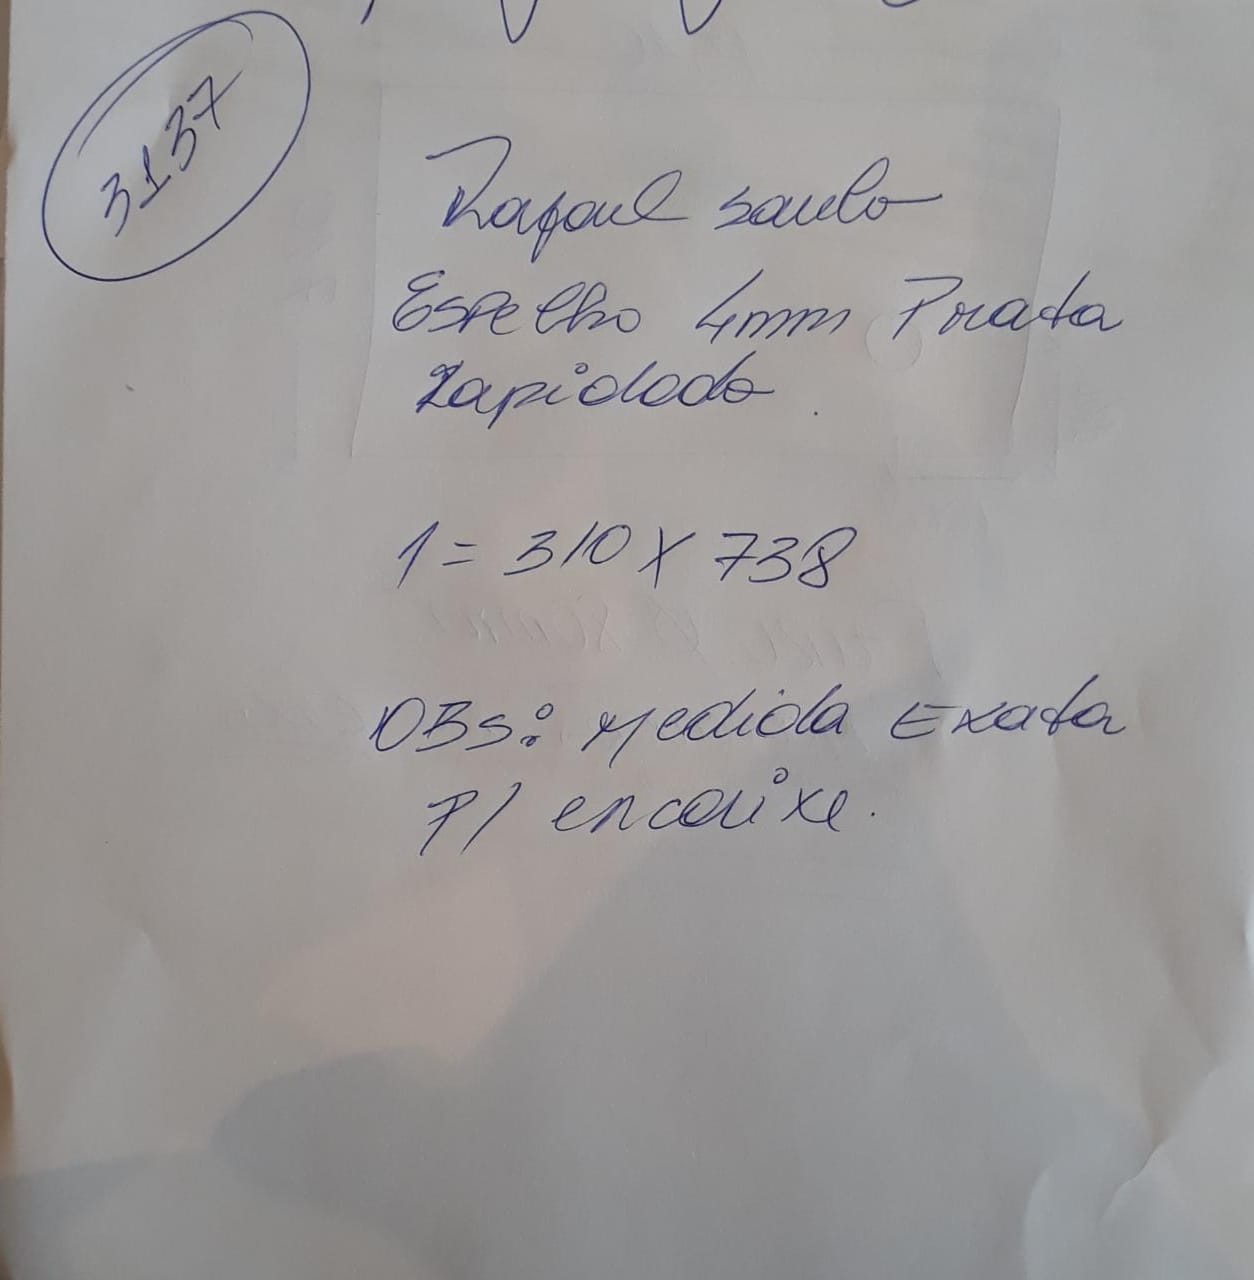 3137
Rafael Saulo
Espelho 4mm Prata
Lapidado.
1 = 310 X 738
OBS: Medida Exata
P/ encaixe.